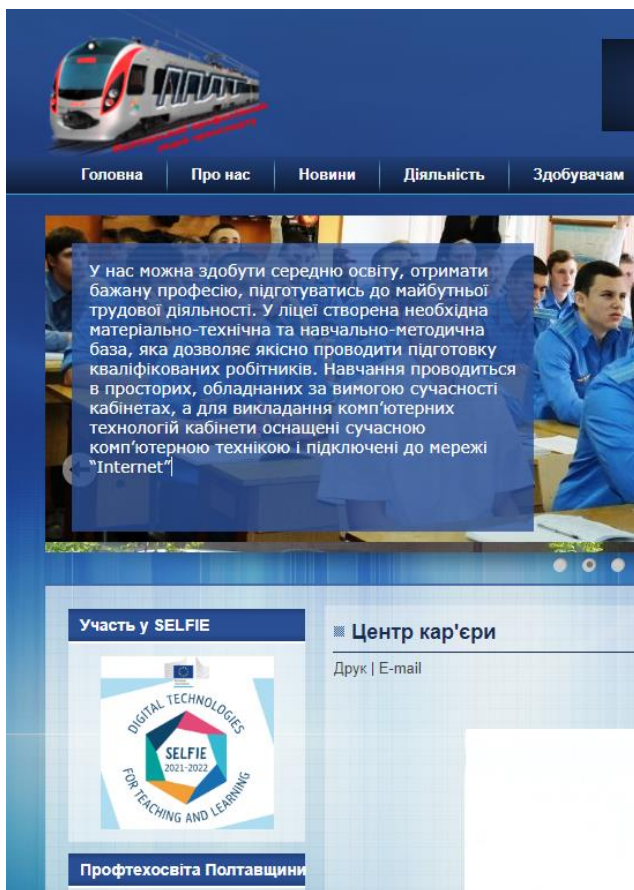 Головна
Про нас
Новини
Діяльність
Здобувачам
У нас можна здобути середню освіту, отримати
бажану професію, підготуватись до майбутньої
трудової діяльності. У ліцеї створена необхідна
матеріально-технічна та навчально-методична
база, яка дозволяє якісно проводити підготовку
кваліфікованих робітників. Навчання проводиться
в просторих, обладнаних за вимогою сучасності
кабінетах, а для викладання комп’ютерних
технологій кабінети оснащені сучасною
комп’ютерною технікою і підключені до мережі
“Internet”
Участь у SELFIE
DIGITAL TECHNOLOGIES
SELFIE
2021-2022
FOR TEACHING AND LEARNING
Центр кар'єри
Друк | E-mail
Профтехосвіта Полтавщини